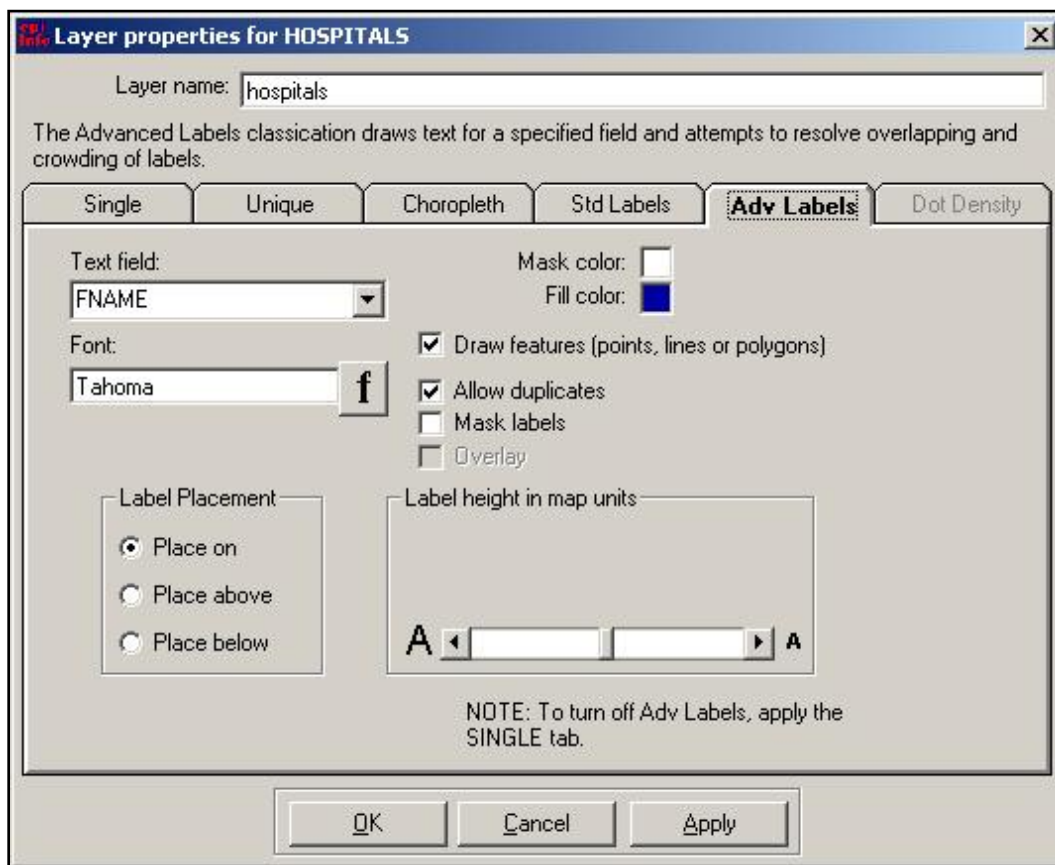 epi
info
Layer properties for HOSPITALS
Layer name: hospitals
The Advanced Labels classication draws text for a specified field and attempts to resolve overlapping and
crowding of labels.
Single Unique Choropleth Std Labels Adv Labels Dot Density
Text field:
FNAME
Mask color:
Fill color:
Font:
Tahoma
f
Draw features (points, lines or polygons)
Allow duplicates
Mask labels
Overlay
Label Placement
Place on
Place above
Place below
Label height in map units
A A
NOTE: To turn off Adv Labels, apply the
SINGLE tab.
OK Cancel Apply